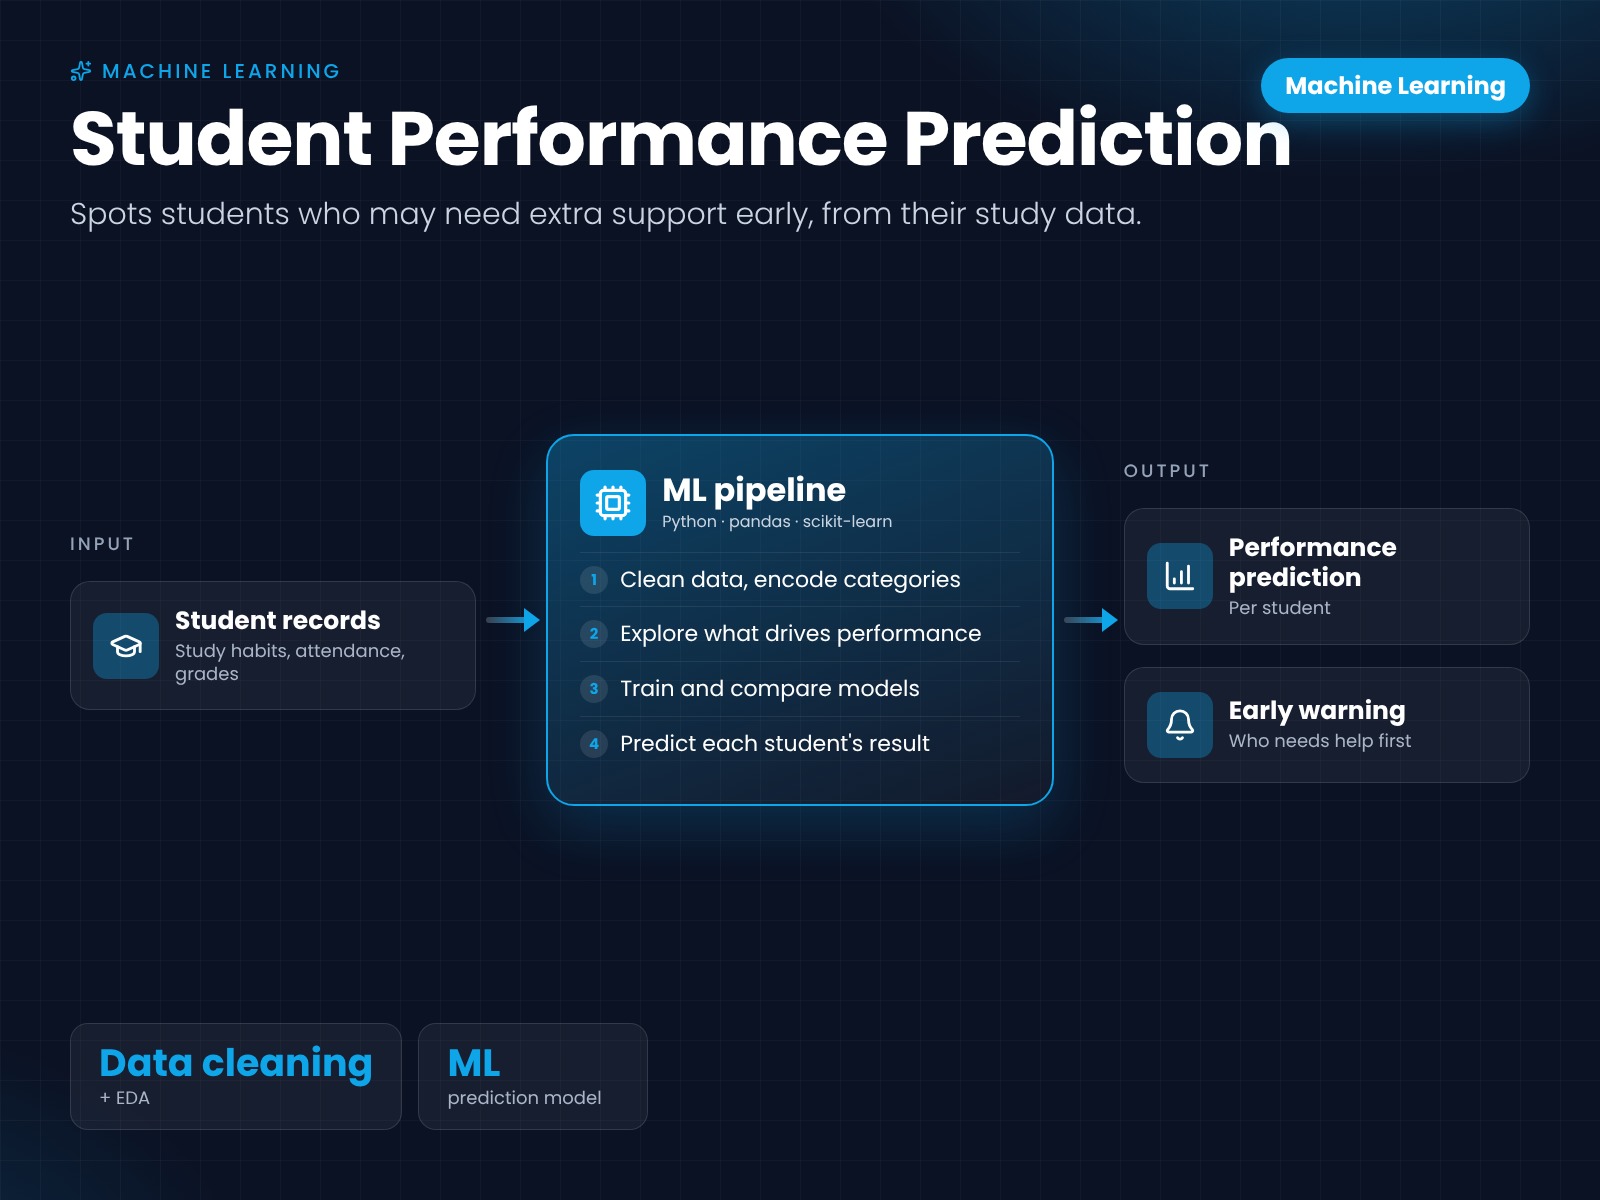 MACHINE LEARNING
Machine Learning
Student Performance Prediction
Spots students who may need extra support early, from their study data.
INPUT
Student records
Study habits, attendance,
grades
ML pipeline
Python · pandas · scikit-learn
1 Clean data, encode categories
2 Explore what drives performance
3 Train and compare models
4 Predict each student's result
OUTPUT
Performance
prediction
Per student
Early warning
Who needs help first
Data cleaning
+ EDA
ML
prediction model